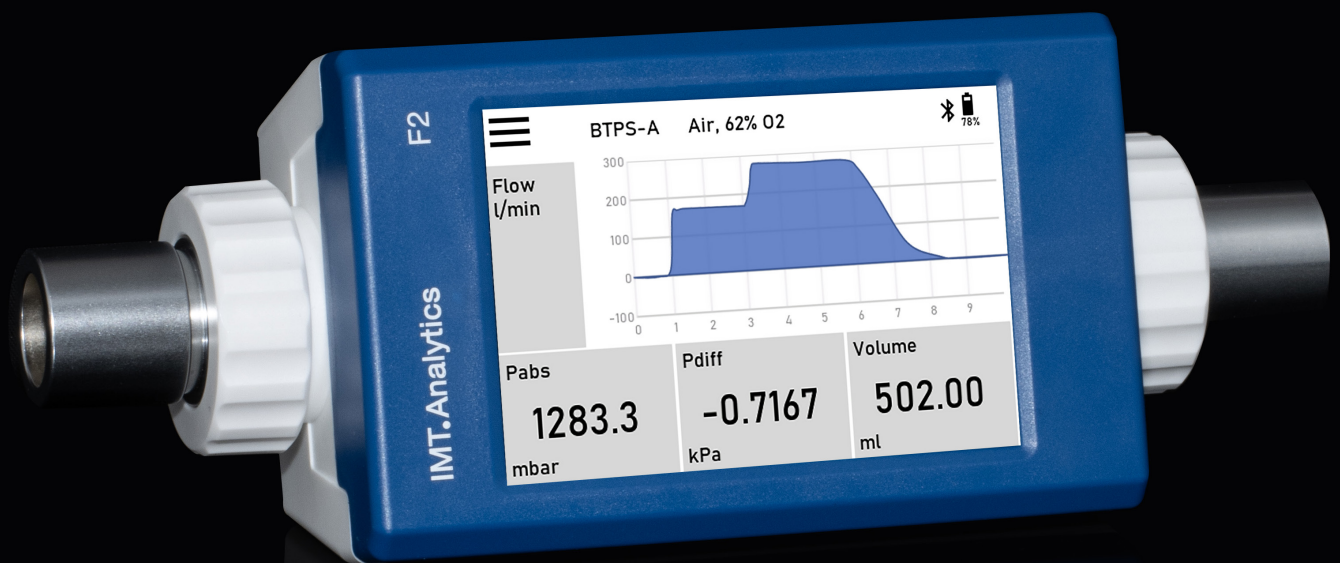 F2
IMT.Analytics
BTPS-A Air, 62% O2
78%
Flow
l/min
300
200
100
0
-100
0 1 2 3 4 5 6 7 8 9
Pabs
1283.3
mbar
Pdiff
-0.7167
kPa
Volume
502.00
ml